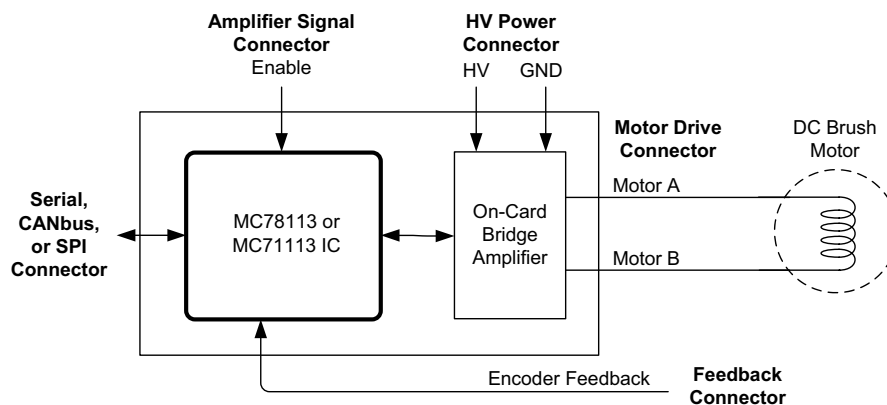 Amplifier Signal
Connector
Enable
HV Power
Connector
HV GND
Motor Drive
Connector
DC Brush
Motor
Motor A
Serial,
CANbus,
or SPI
Connector
MC78113 or
MC71113 IC
On-Card
Bridge
Amplifier
Motor B
Encoder Feedback
Feedback
Connector